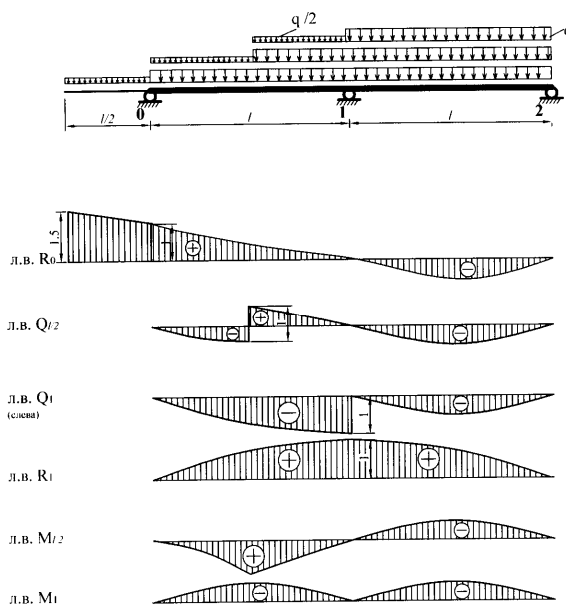 q /2
q
0 1 2
l/2 l l
1.5 1
л.в. R0
л.в. Ql/2
1
л.в. Q1
(слева)
1
л.в. R1
1
л.в. Ml/2
л.в. M1